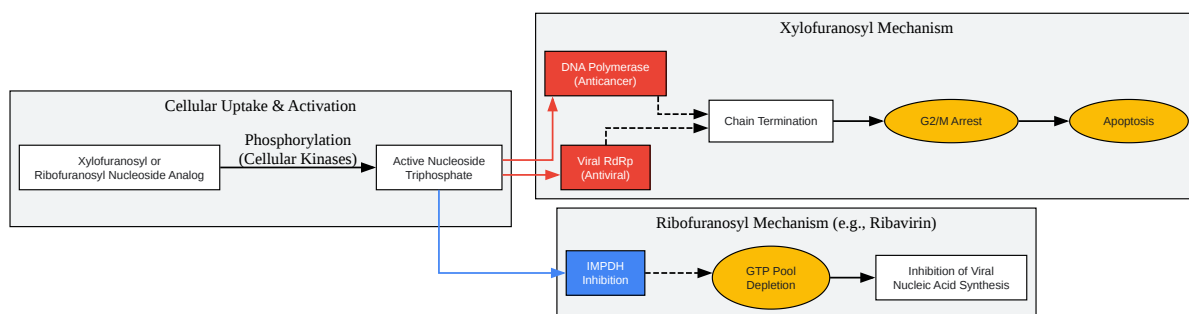 Xylofuranosyl Mechanism
DNA Polymerase
(Anticancer)
Cellular Uptake & Activation
Chain Termination
G2/M Arrest
Apoptosis
Phosphorylation
(Cellular Kinases)
Xylofuranosyl or
Ribofuranosyl Nucleoside Analog
Active Nucleoside
Triphosphate
Viral RdRp
(Antiviral)
Ribofuranosyl Mechanism (e.g., Ribavirin)
IMPDH
Inhibition
GTP Pool
Depletion
Inhibition of Viral
Nucleic Acid Synthesis